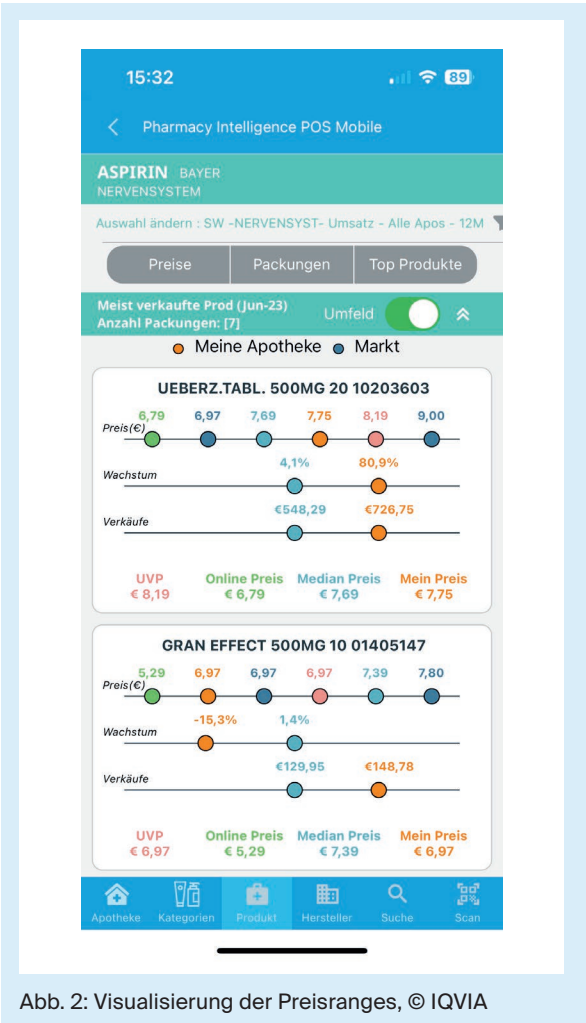 15:32
89
Pharmacy Intelligence POS Mobile
ASPIRIN BAYER
NERVENSYSTEM
Auswahl ändern : SW -NERVENSYST- Umsatz - Alle Apos - 12M
Preise Packungen Top Produkte
Meist verkaufte Prod (Jun-23)
Anzahl Packungen: [7]
Umfeld
Meine Apotheke Markt
UEBERZ.TABL. 500MG 20 10203603
6,79 6,97 7,69 7,75 8,19 9,00
Preis(€)
4,1% 80,9%
Wachstum
€548,29 €726,75
Verkäufe
UVP Online Preis Median Preis Mein Preis
€ 8,19 € 6,79 € 7,69 € 7,75
GRAN EFFECT 500MG 10 01405147
5,29 6,97 6,97 6,97 7,39 7,80
Preis(€)
-15,3% 1,4%
Wachstum
€129,95 €148,78
Verkäufe
UVP Online Preis Median Preis Mein Preis
€ 6,97 € 5,29 € 7,39 € 6,97
Apotheke Kategorien Produkt Hersteller Suche Scan
Abb. 2: Visualisierung der Preisranges, © IQVIA